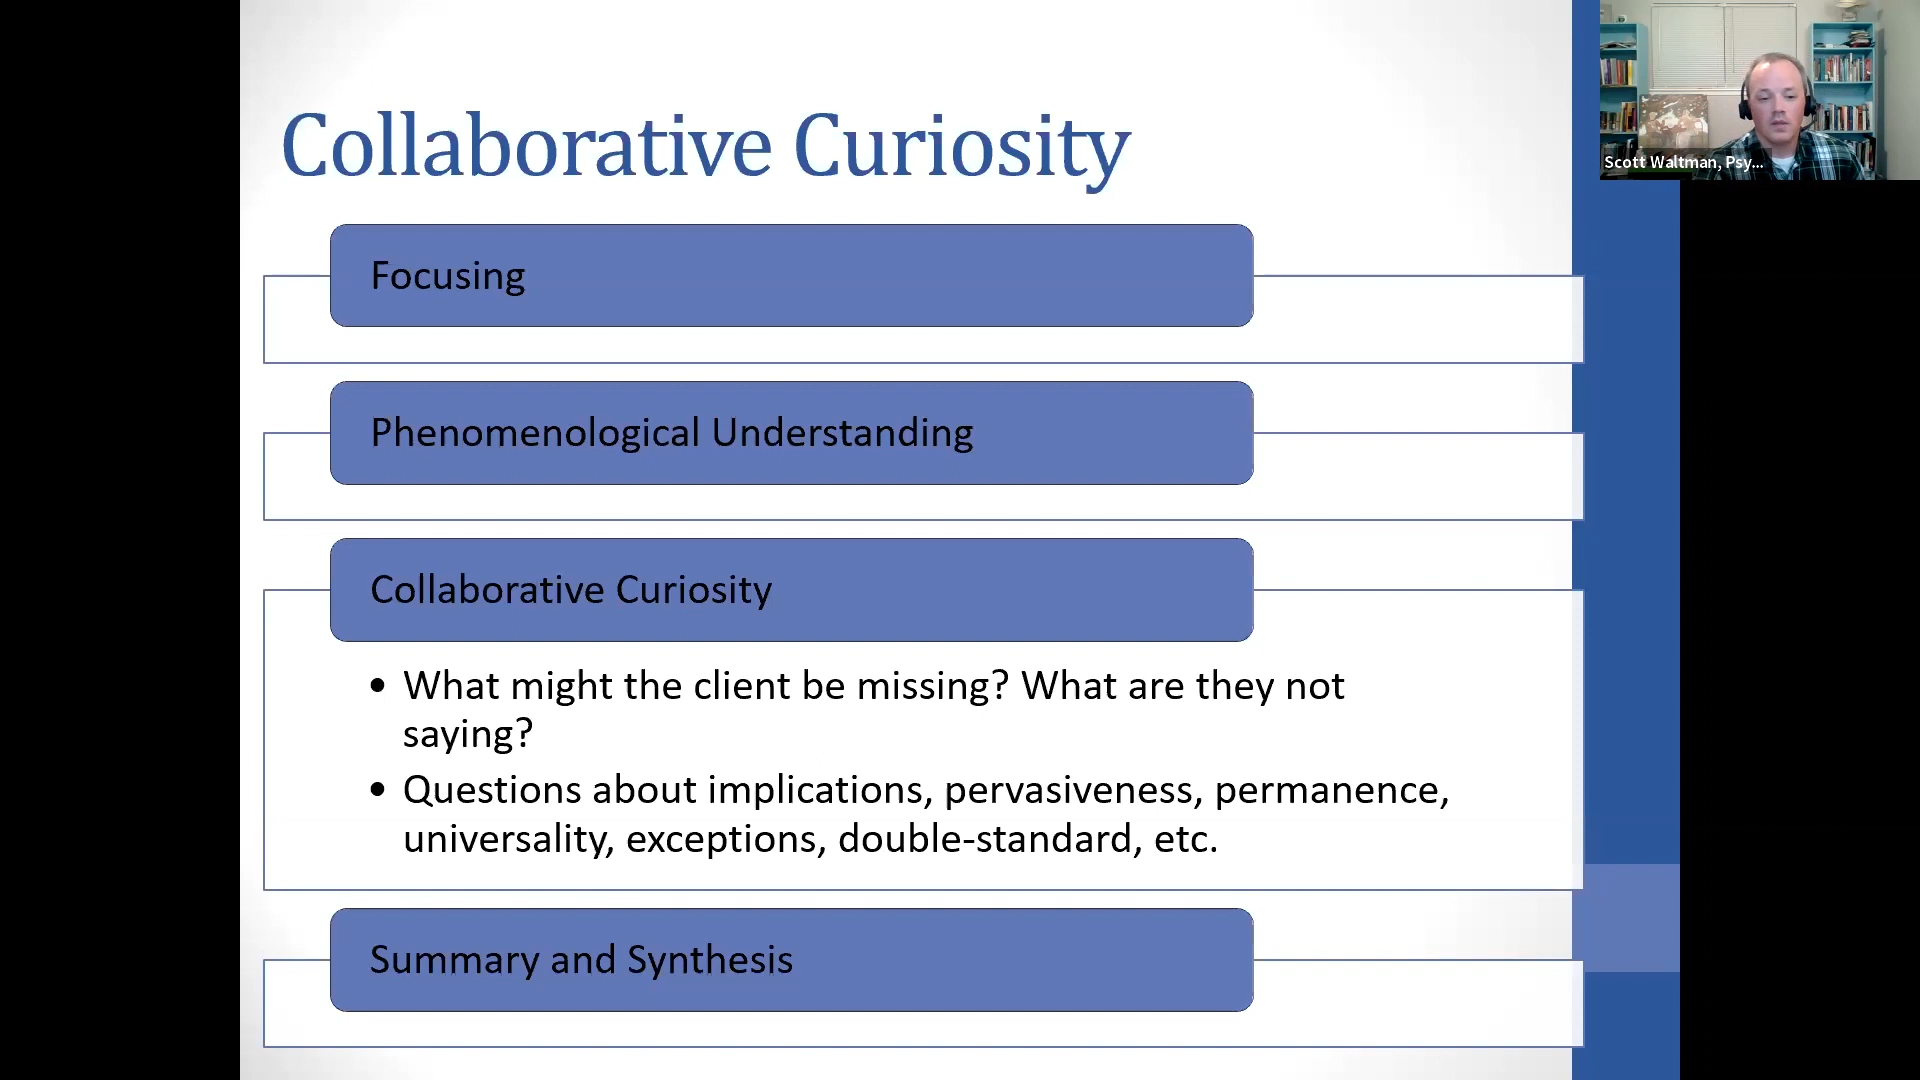 Collaborative Curiosity
Scott Waltman, Psy...
Focusing
Phenomenological Understanding
Collaborative Curiosity
• What might the client be missing? What are they not
saying?
• Questions about implications, pervasiveness, permanence,
universality, exceptions, double-standard, etc.
Summary and Synthesis